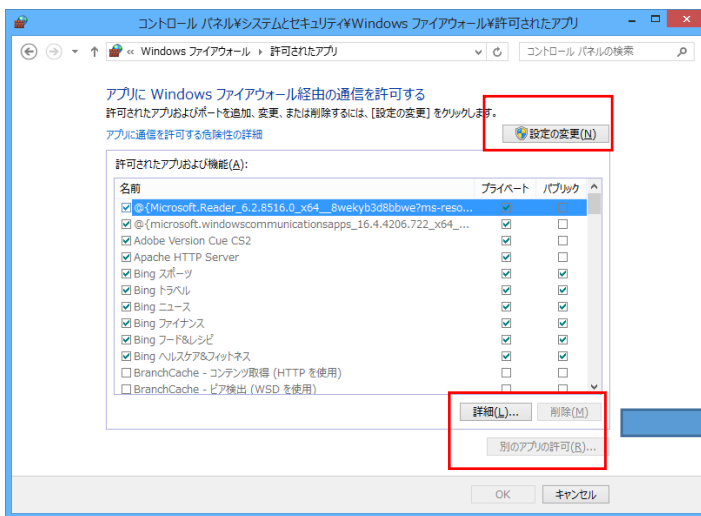 コントロール パネル¥システムとセキュリティ¥Windows ファイアウォール¥許可されたアプリ
« Windows ファイアウォール ▸ 許可されたアプリ
コントロール パネルの検索
アプリに Windows ファイアウォール経由の通信を許可する
許可されたアプリおよびポートを追加、変更、または削除するには、[設定の変更] をクリックします。
アプリに通信を許可する危険性の詳細
設定の変更(N)
許可されたアプリおよび機能(A):
名前 プライベート パブリック
@{Microsoft.Reader_6.2.8516.0_x64__8wekyb3d8bbwe?ms-reso...
@{microsoft.windowscommunicationsapps_16.4.4206.722_x64_...
Adobe Version Cue CS2
Apache HTTP Server
Bing スポーツ
Bing トラベル
Bing ニュース
Bing ファイナンス
Bing フード&レシピ
Bing ヘルスケア&フィットネス
BranchCache - コンテンツ取得 (HTTP を使用)
BranchCache - ピア検出 (WSD を使用)
詳細(L)... 削除(M)
別のアプリの許可(R)...
OK キャンセル